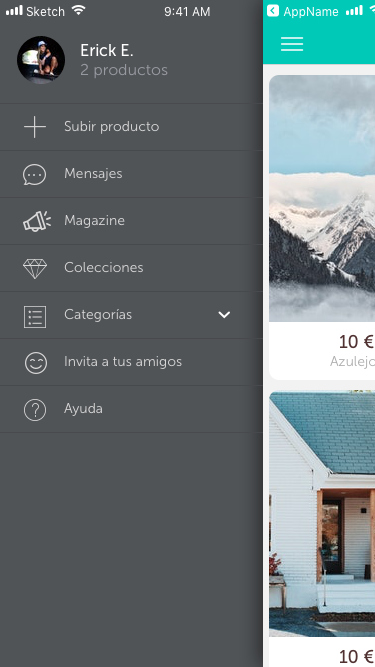 Sketch
9:41 AM
AppName
Erick E.
2 productos
Subir producto
Mensajes
Magazine
Colecciones
Categorías
Invita a tus amigos
Ayuda
10 €
Azulejo
10 €